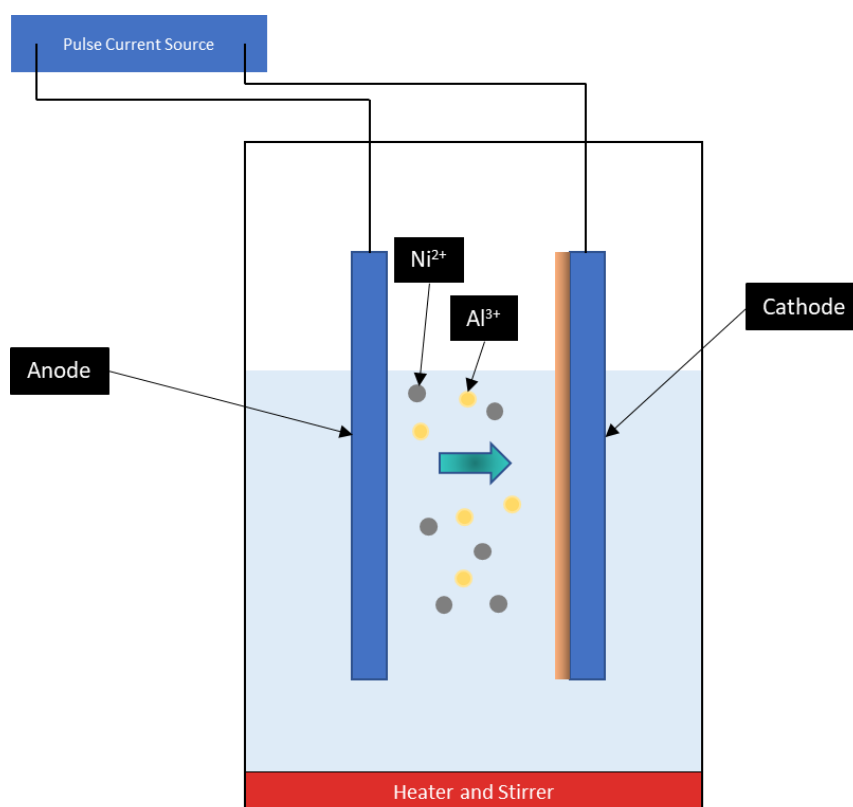 Pulse Current Source
Ni²⁺
Al³⁺
Cathode
Anode
Heater and Stirrer